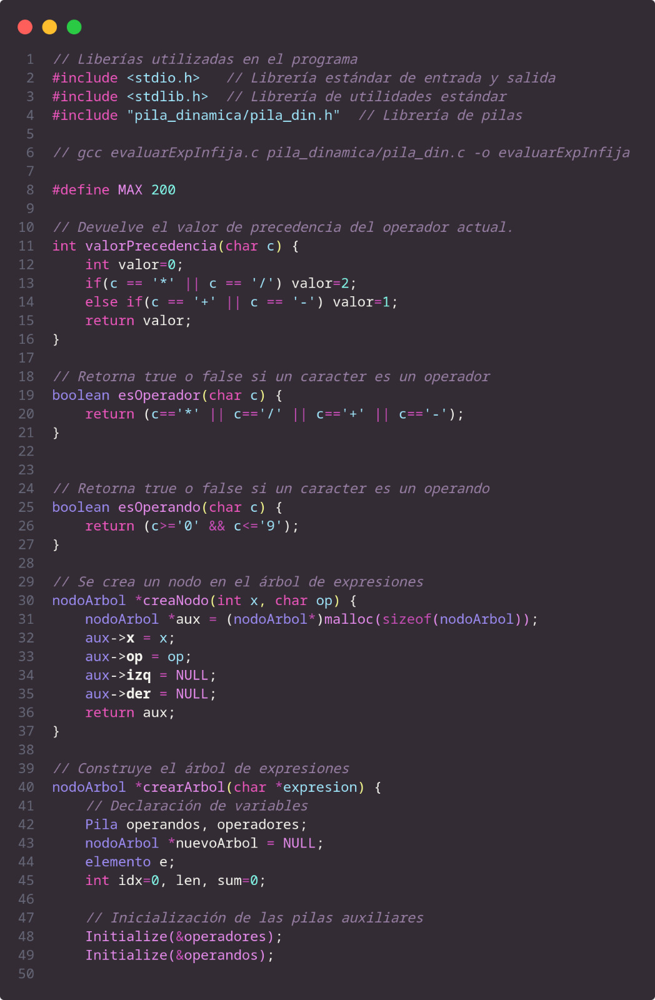 1 // Liberías utilizadas en el programa
2 #include <stdio.h>   // Librería estándar de entrada y salida
3 #include <stdlib.h>  // Librería de utilidades estándar
4 #include "pila_dinamica/pila_din.h"  // Librería de pilas
5
6 // gcc evaluarExpInfija.c pila_dinamica/pila_din.c -o evaluarExpInfija
7
8 #define MAX 200
9
10 // Devuelve el valor de precedencia del operador actual.
11 int valorPrecedencia(char c) {
12     int valor=0;
13     if(c == '*' || c == '/') valor=2;
14     else if(c == '+' || c == '-') valor=1;
15     return valor;
16 }
17
18 // Retorna true o false si un caracter es un operador
19 boolean esOperador(char c) {
20     return (c=='*' || c=='/' || c=='+' || c=='-');
21 }
22
23
24 // Retorna true o false si un caracter es un operando
25 boolean esOperando(char c) {
26     return (c>='0' && c<='9');
27 }
28
29 // Se crea un nodo en el árbol de expresiones
30 nodoArbol *creaNodo(int x, char op) {
31     nodoArbol *aux = (nodoArbol*)malloc(sizeof(nodoArbol));
32     aux->x = x;
33     aux->op = op;
34     aux->izq = NULL;
35     aux->der = NULL;
36     return aux;
37 }
38
39 // Construye el árbol de expresiones
40 nodoArbol *crearArbol(char *expresion) {
41     // Declaración de variables
42     Pila operandos, operadores;
43     nodoArbol *nuevoArbol = NULL;
44     elemento e;
45     int idx=0, len, sum=0;
46
47     // Inicialización de las pilas auxiliares
48     Initialize(&operadores);
49     Initialize(&operandos);
50